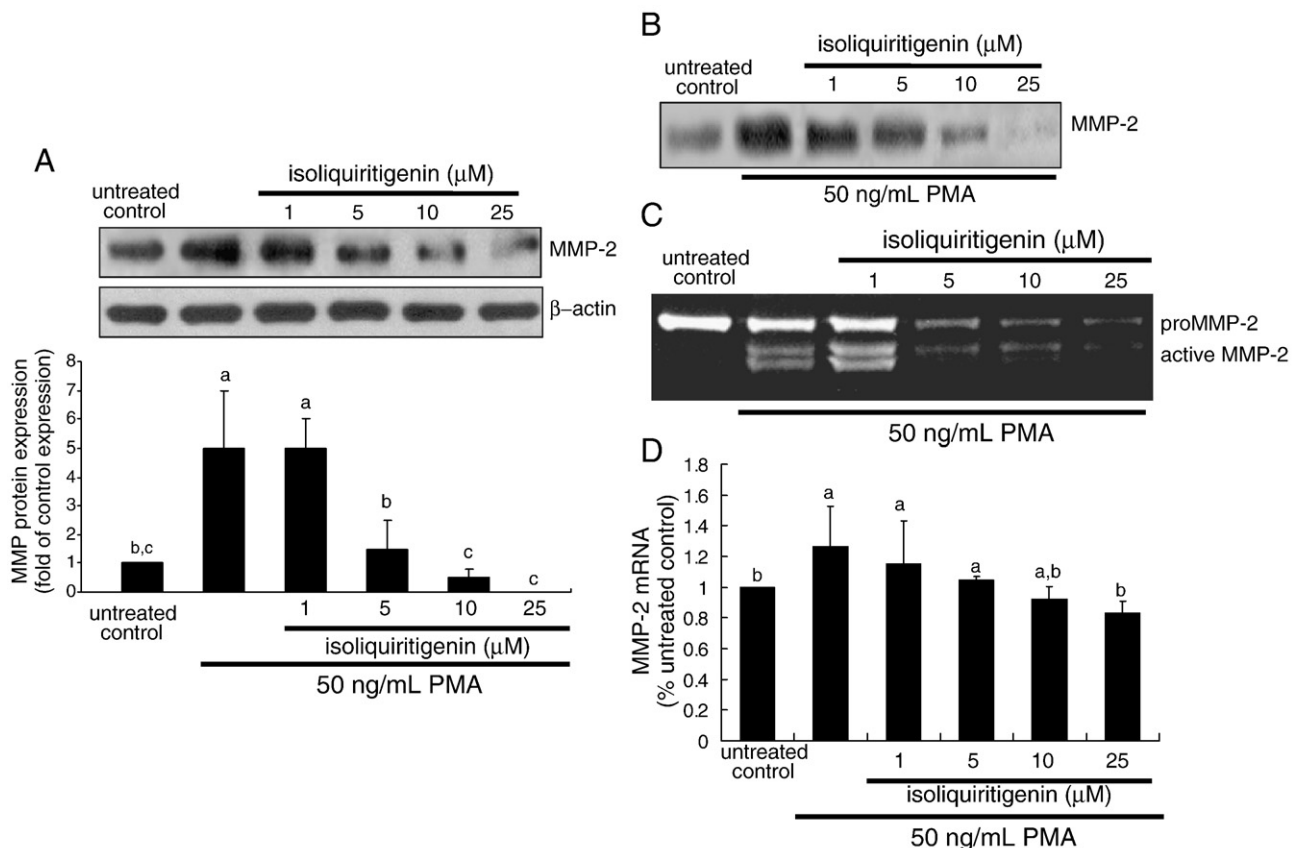 A
isoliquiritigenin (μM)
untreated
control
1 5 10 25
MMP-2
β–actin
MMP protein expression
(fold of control expression)
8
7
6
5
4
3
2
1
0
b,c
a
a
b
c
c
untreated
control
1 5 10 25
isoliquiritigenin (μM)
50 ng/mL PMA
B
isoliquiritigenin (μM)
untreated
control
1 5 10 25
MMP-2
50 ng/mL PMA
C
isoliquiritigenin (μM)
untreated
control
1 5 10 25
proMMP-2
active MMP-2
50 ng/mL PMA
D
MMP-2 mRNA
(% untreated control)
1.8
1.6
1.4
1.2
1
0.8
0.6
0.4
0.2
0
b
a
a
a
a,b
b
untreated
control
1 5 10 25
isoliquiritigenin (μM)
50 ng/mL PMA